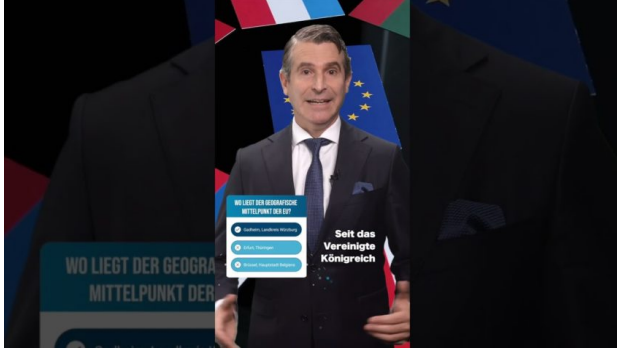 WO LIEGT DER GEOGRAFISCHE
MITTELPUNKT DER EU?
Gadheim, Landkreis Würzburg
Erfurt, Thüringen
Brüssel, Hauptstadt Belgiens
Seit das
Vereinigte
Königreich
WO LIEGT DER GEOGRA
MITTELPUNKT DER